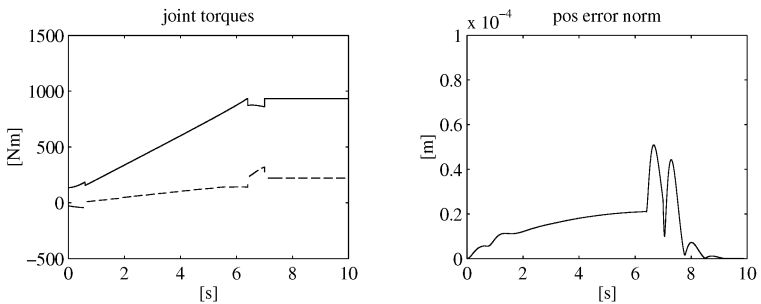 joint torques
1500
1000
500
0
−500
[Nm]
0 2 4 6 8 10
[s]
pos error norm
x 10⁻⁴
1
0.8
0.6
0.4
0.2
0
[m]
0 2 4 6 8 10
[s]